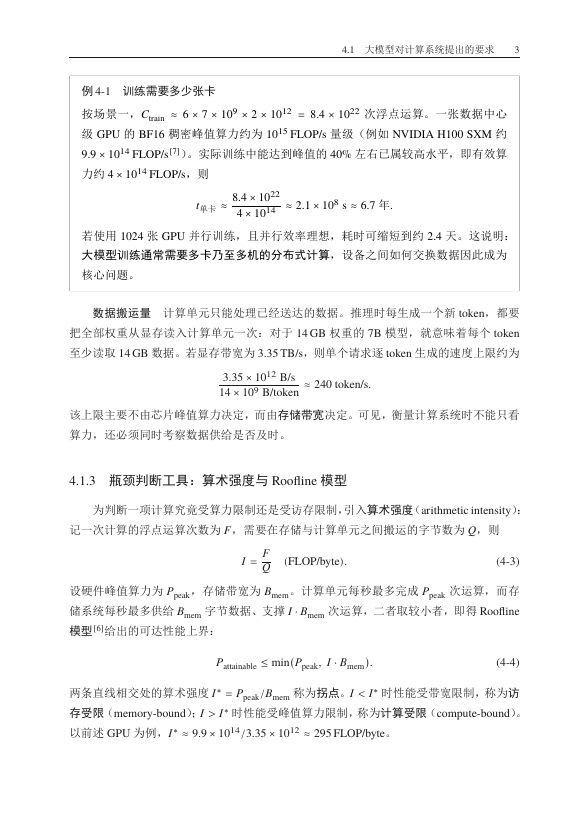 4.1 大模型对计算系统提出的要求 3
例 4-1 训练需要多少张卡
按场景一，C_train ≈ 6 × 7 × 10⁹ × 2 × 10¹² = 8.4 × 10²² 次浮点运算。一张数据中心
级 GPU 的 BF16 稠密峰值算力约为 10¹⁵ FLOP/s 量级（例如 NVIDIA H100 SXM 约
9.9 × 10¹⁴ FLOP/s[7]）。实际训练中能达到峰值的 40% 左右已属较高水平，即有效算
力约 4 × 10¹⁴ FLOP/s，则
t_单卡 ≈ 8.4 × 10²² / 4 × 10¹⁴ ≈ 2.1 × 10⁸ s ≈ 6.7 年.
若使用 1024 张 GPU 并行训练，且并行效率理想，耗时可缩短到约 2.4 天。这说明：
大模型训练通常需要多卡乃至多机的分布式计算，设备之间如何交换数据因此成为
核心问题。
数据搬运量 计算单元只能处理已经送达的数据。推理时每生成一个新 token，都要
把全部权重从显存读入计算单元一次：对于 14 GB 权重的 7B 模型，就意味着每个 token
至少读取 14 GB 数据。若显存带宽为 3.35 TB/s，则单个请求逐 token 生成的速度上限约为
3.35 × 10¹² B/s / 14 × 10⁹ B/token ≈ 240 token/s.
该上限主要不由芯片峰值算力决定，而由存储带宽决定。可见，衡量计算系统时不能只看
算力，还必须同时考察数据供给是否及时。
4.1.3 瓶颈判断工具：算术强度与 Roofline 模型
为判断一项计算究竟受算力限制还是受访存限制，引入算术强度（arithmetic intensity）：
记一次计算的浮点运算次数为 F，需要在存储与计算单元之间搬运的字节数为 Q，则
I = F / Q (FLOP/byte). (4-3)
设硬件峰值算力为 P_peak，存储带宽为 B_mem。计算单元每秒最多完成 P_peak 次运算，而存
储系统每秒最多供给 B_mem 字节数据、支撑 I · B_mem 次运算，二者取较小者，即得 Roofline
模型[6]给出的可达性能上界：
P_attainable ≤ min(P_peak, I · B_mem). (4-4)
两条直线相交处的算术强度 I* = P_peak/B_mem 称为拐点。I < I* 时性能受带宽限制，称为访
存受限（memory-bound）；I > I* 时性能受峰值算力限制，称为计算受限（compute-bound）。
以前述 GPU 为例，I* ≈ 9.9 × 10¹⁴/3.35 × 10¹² ≈ 295 FLOP/byte。